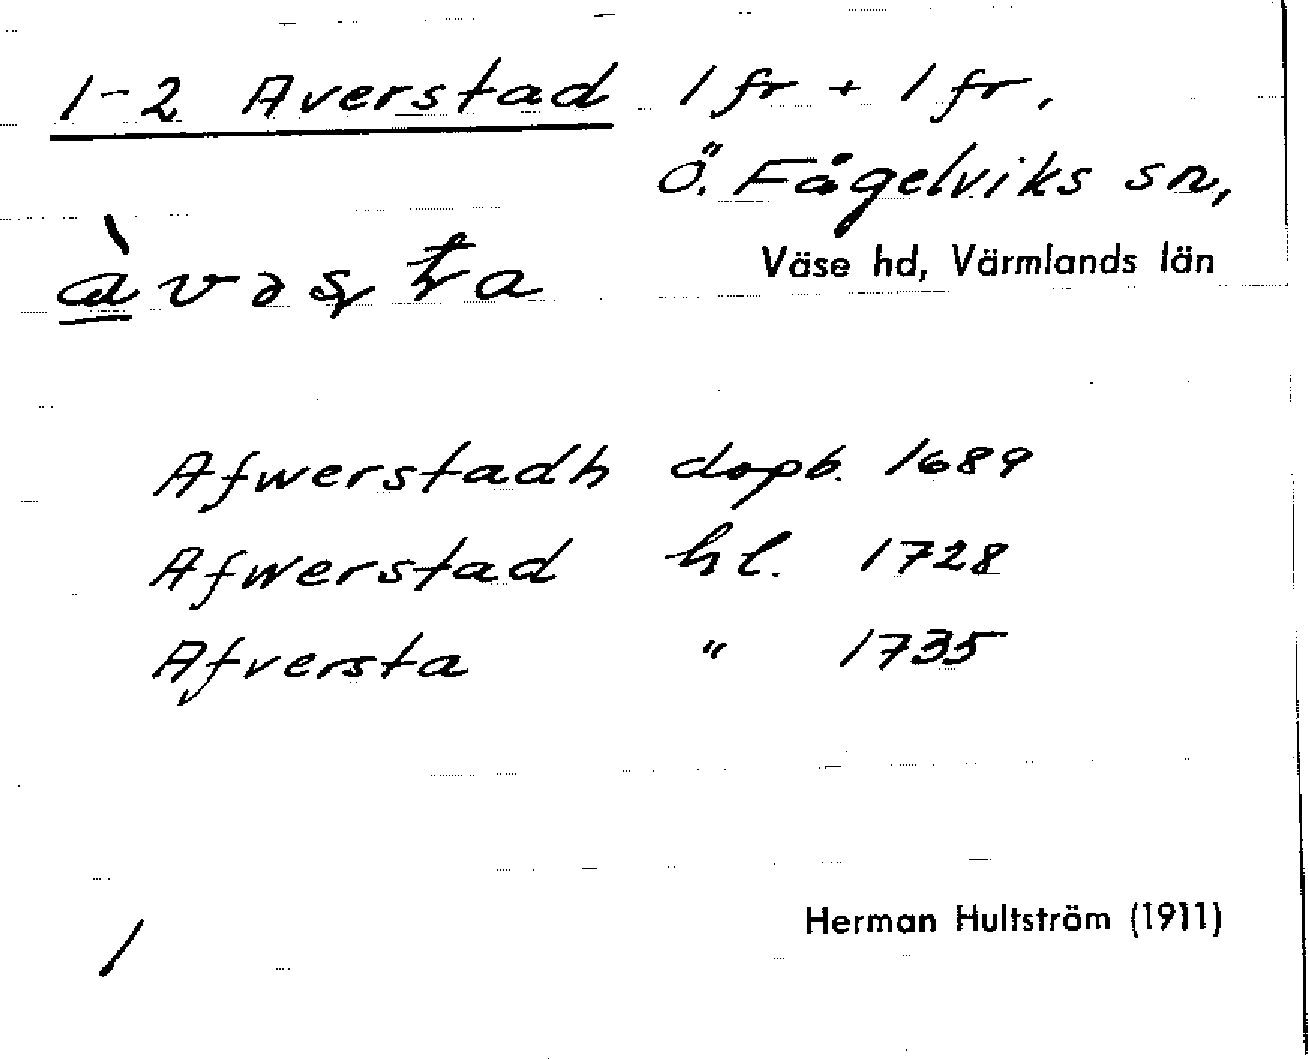 1-2 Averstad 1 fr + 1 fr,
Ö. Fågelviks sn,
Väse hd, Värmlands län
Afwerstadh dopb. 1689
Afwerstad hl. 1728
Afversta " 1735
Herman Hultström (1911)
1